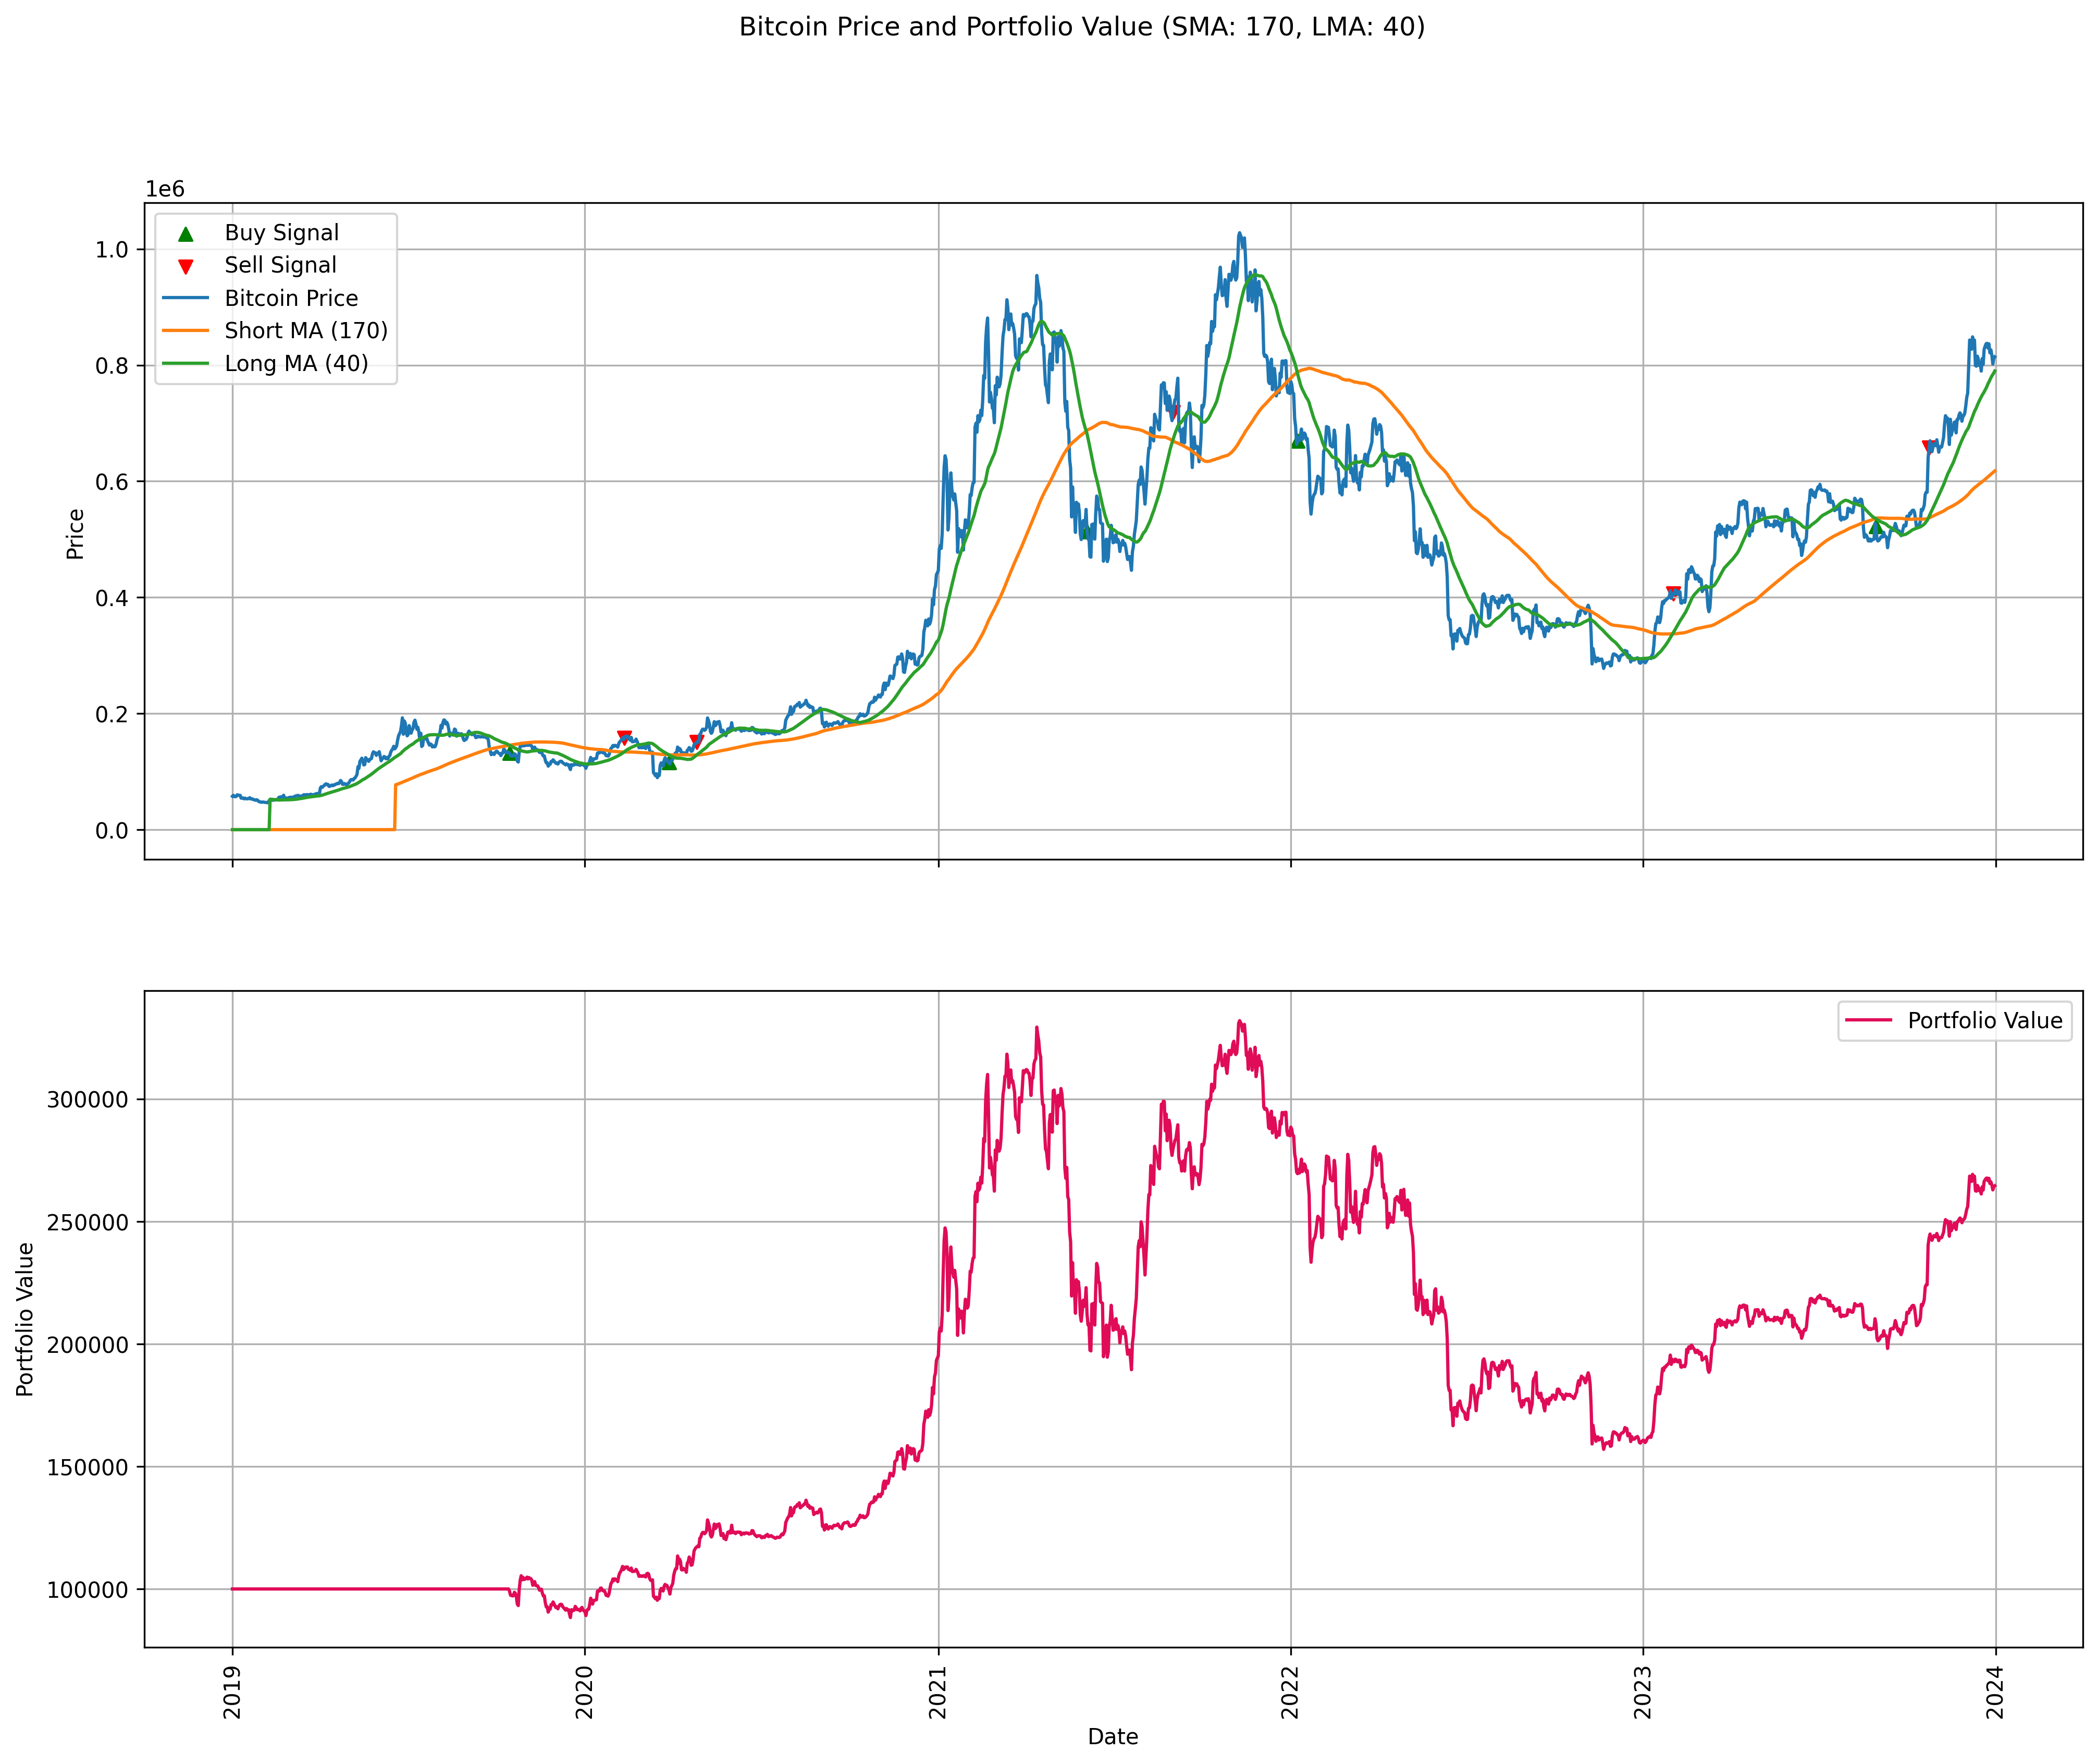 Bitcoin Price and Portfolio Value (SMA: 170, LMA: 40)
1e6
Buy Signal
Sell Signal
Bitcoin Price
Short MA (170)
Long MA (40)
1.0
0.8
0.6
0.4
0.2
0.0
Price
Portfolio Value
300000
250000
200000
150000
100000
Portfolio Value
2019
2020
2021
2022
2023
2024
Date